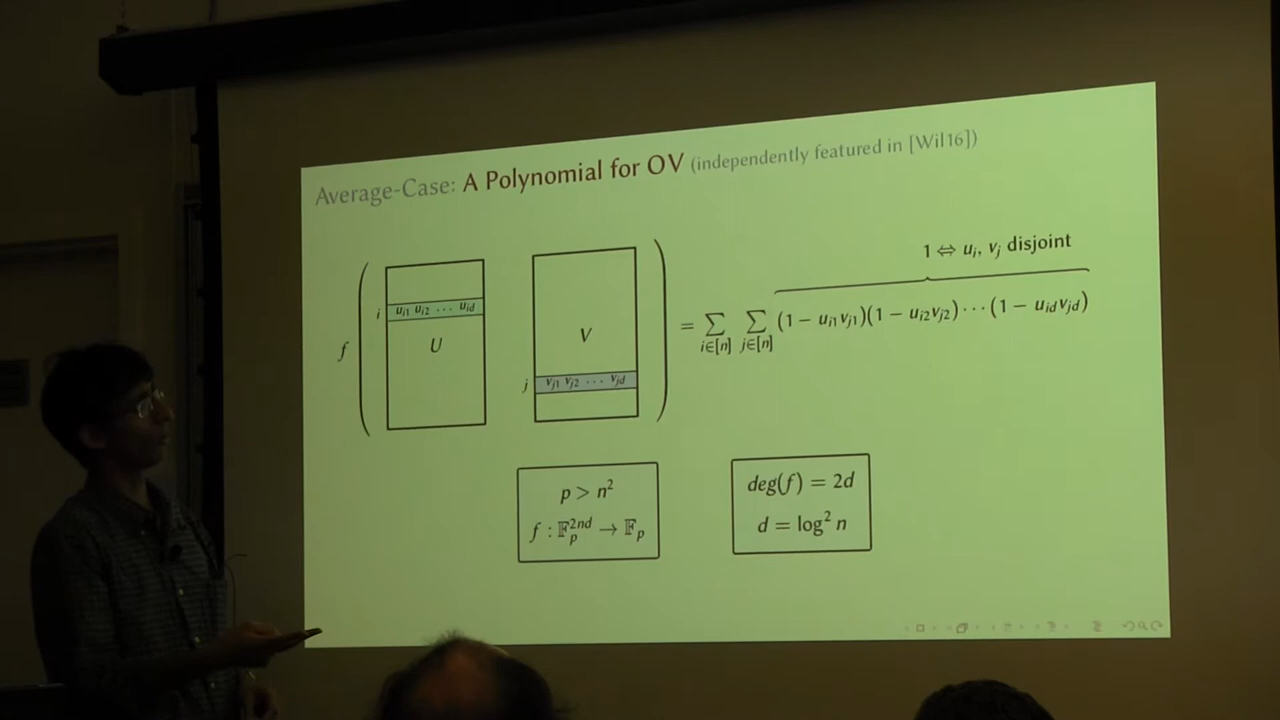 Average-Case: A Polynomial for OV (independently featured in [Wil16])
1 ⇔ u_i, v_j disjoint
f ( i u_{i1} u_{i2} ⋯ u_{id} U j v_{j1} v_{j2} ⋯ v_{jd} V ) = ∑_{i∈[n]} ∑_{j∈[n]} (1 − u_{i1}v_{j1})(1 − u_{i2}v_{j2}) ⋯ (1 − u_{id}v_{jd})
p > n^2
f : 𝔽_p^{2nd} → 𝔽_p
deg(f) = 2d
d = log^2 n